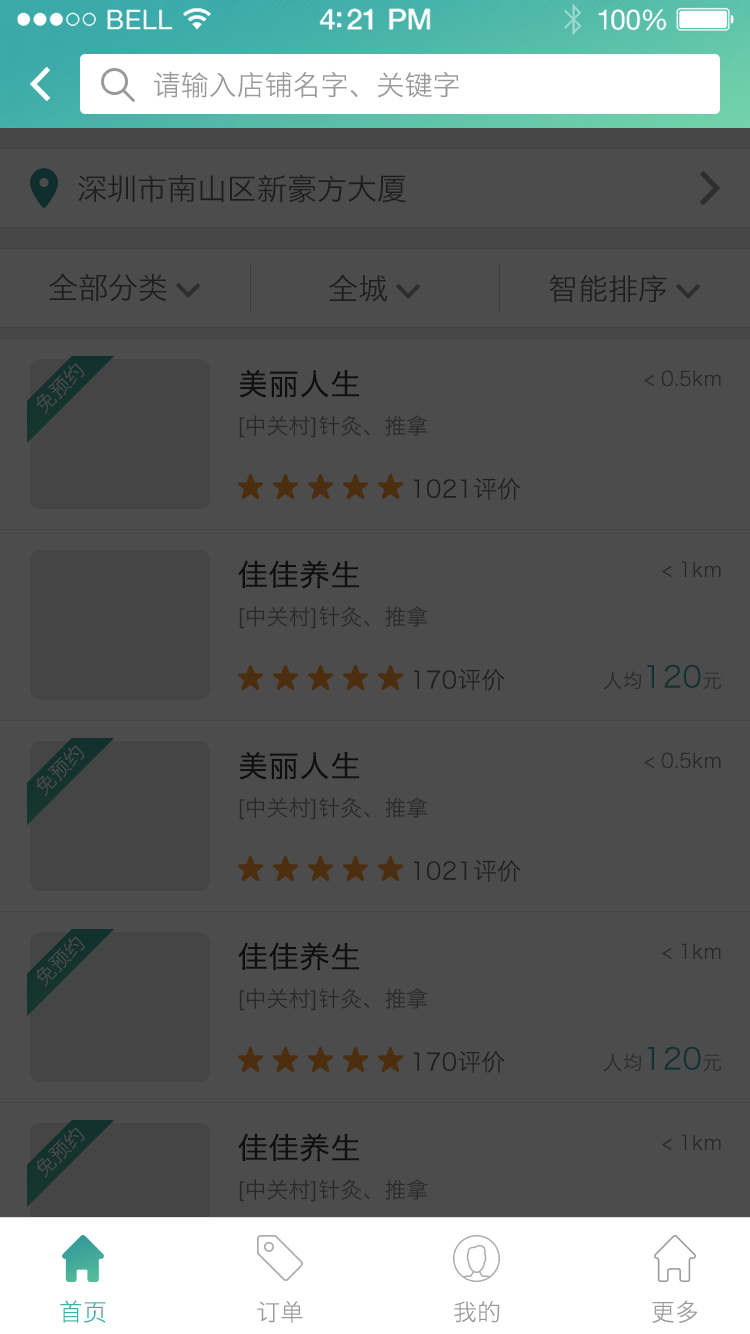 BELL 4:21 PM 100%
请输入店铺名字、关键字
深圳市南山区新豪方大厦
全部分类 全城 智能排序
免预约
美丽人生 < 0.5km
[中关村]针灸、推拿
1021评价
佳佳养生 < 1km
[中关村]针灸、推拿
170评价 人均120元
免预约
美丽人生 < 0.5km
[中关村]针灸、推拿
1021评价
免预约
佳佳养生 < 1km
[中关村]针灸、推拿
170评价 人均120元
免预约
佳佳养生 < 1km
[中关村]针灸、推拿
首页 订单 我的 更多